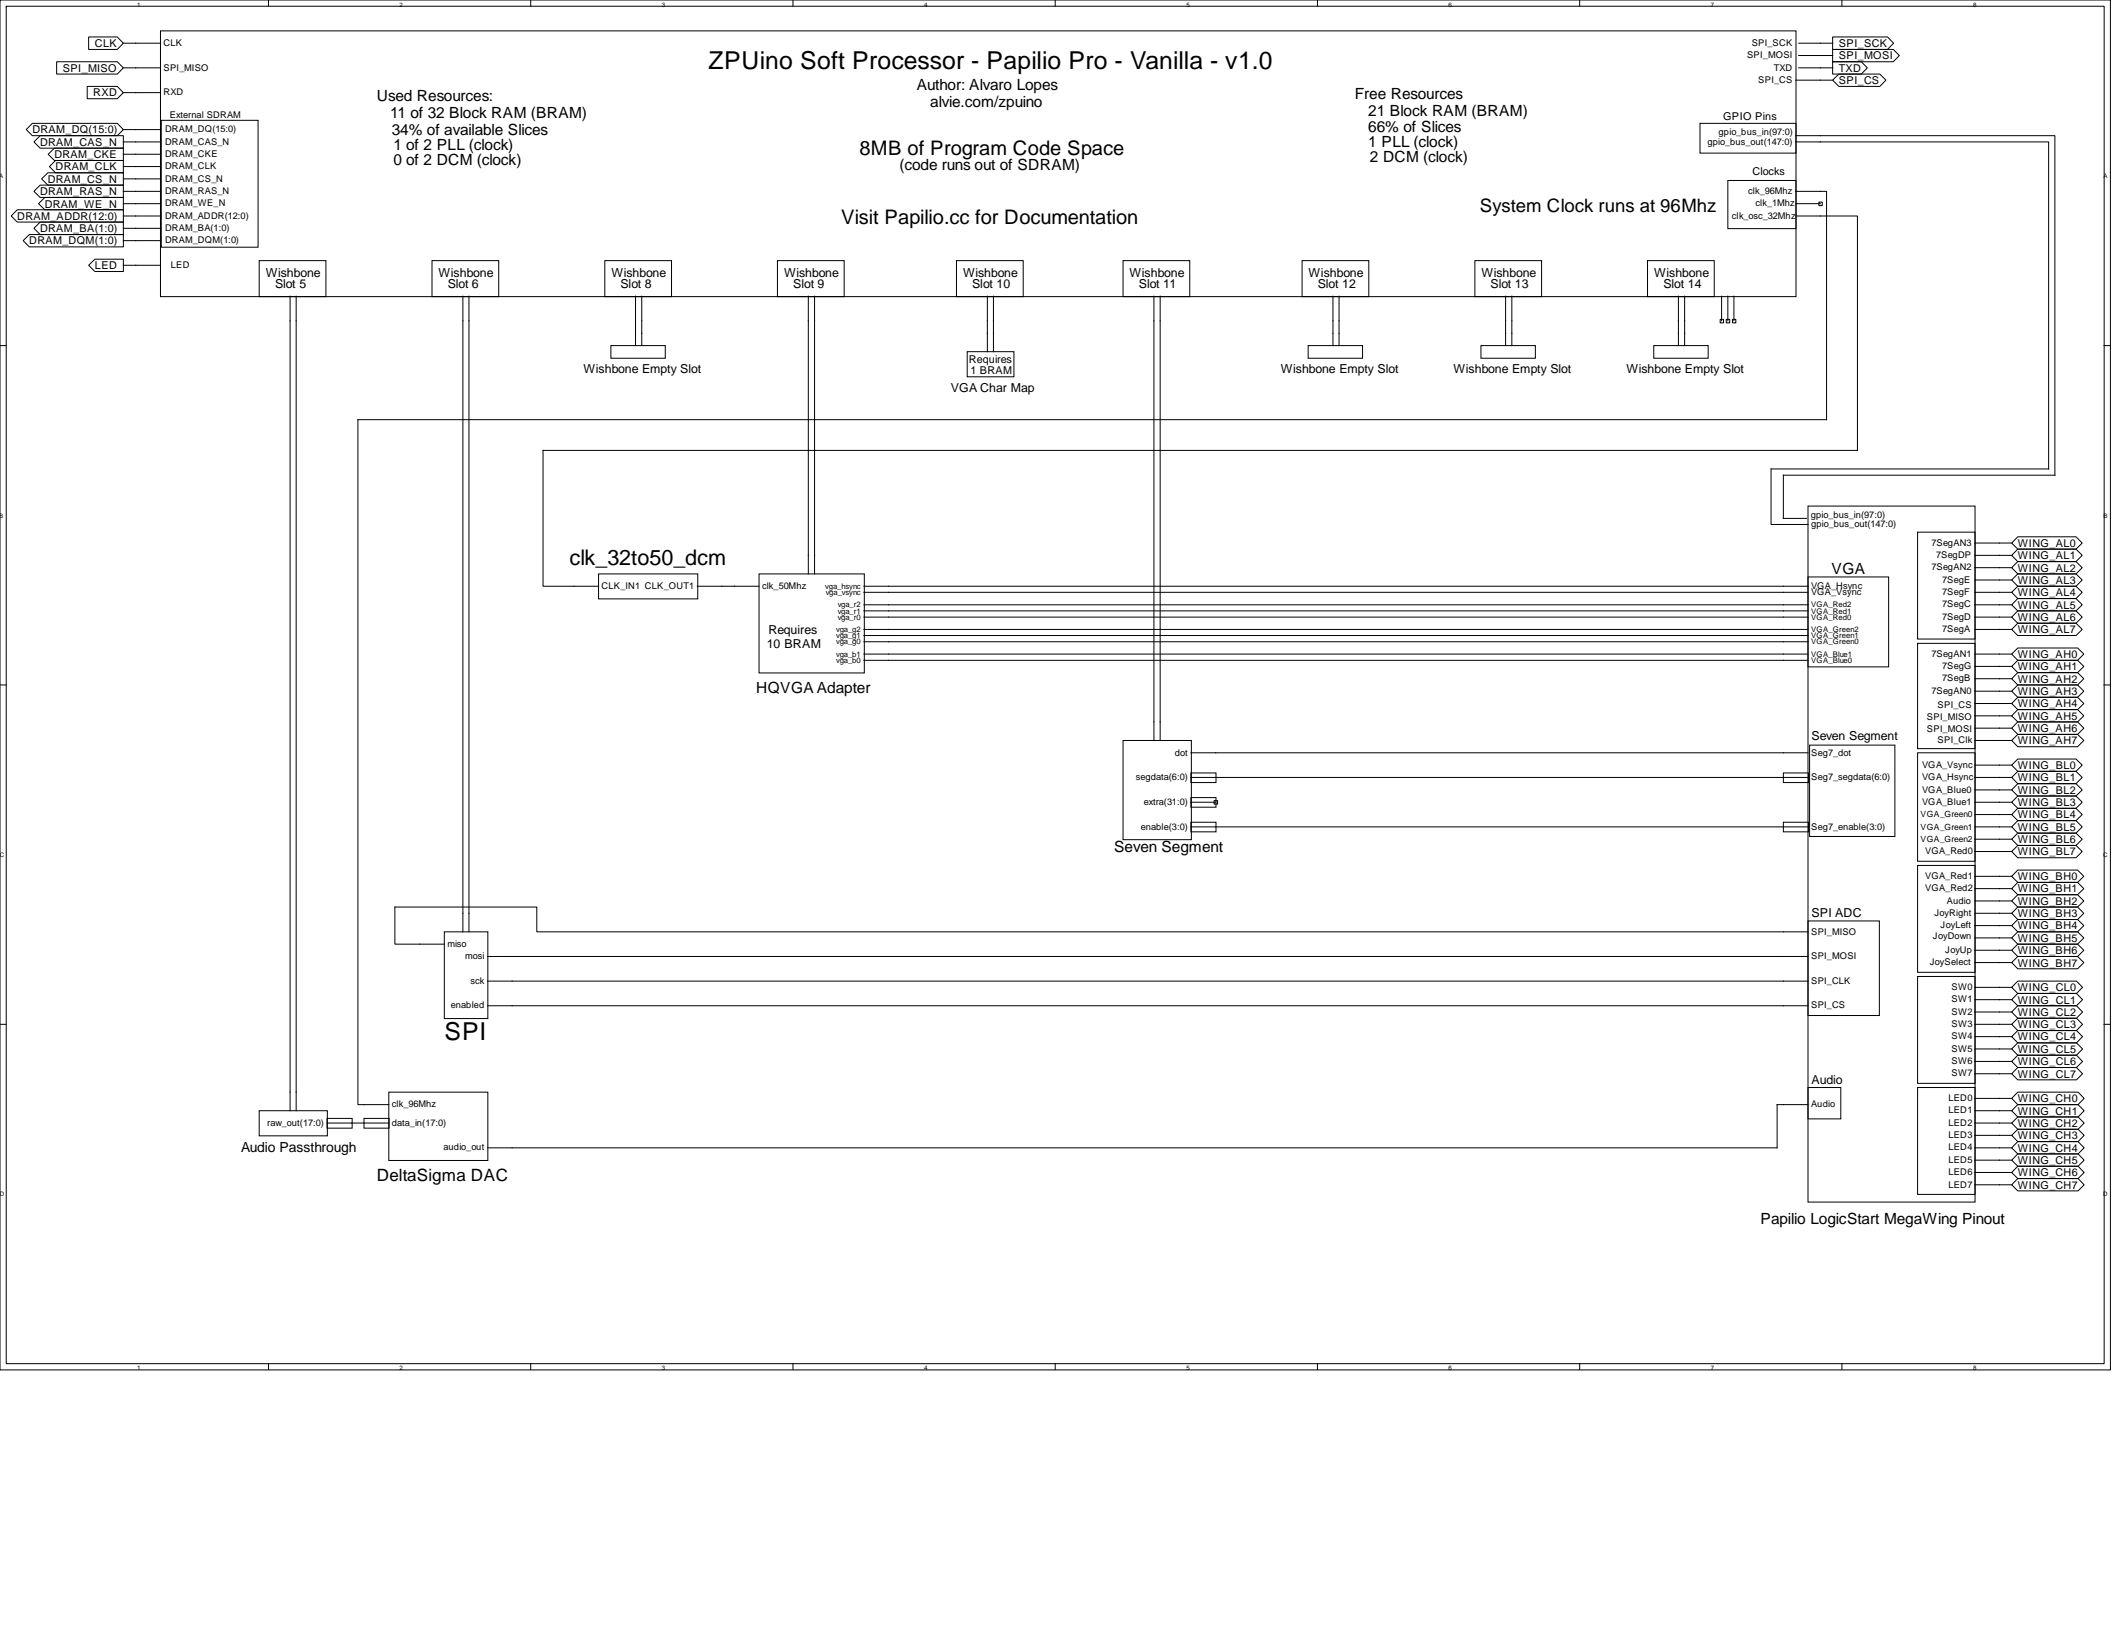 ZPUino Soft Processor - Papilio Pro - Vanilla - v1.0
Author: Alvaro Lopes
alvie.com/zpuino
8MB of Program Code Space
(code runs out of SDRAM)
Visit Papilio.cc for Documentation
Used Resources:
11 of 32 Block RAM (BRAM)
34% of available Slices
1 of 2 PLL (clock)
0 of 2 DCM (clock)
Free Resources
21 Block RAM (BRAM)
66% of Slices
1 PLL (clock)
2 DCM (clock)
System Clock runs at 96Mhz
CLK CLK
SPI_MISO SPI_MISO
RXD RXD
External SDRAM
DRAM_DQ(15:0) DRAM_DQ(15:0)
DRAM_CAS_N DRAM_CAS_N
DRAM_CKE DRAM_CKE
DRAM_CLK DRAM_CLK
DRAM_CS_N DRAM_CS_N
DRAM_RAS_N DRAM_RAS_N
DRAM_WE_N DRAM_WE_N
DRAM_ADDR(12:0) DRAM_ADDR(12:0)
DRAM_BA(1:0) DRAM_BA(1:0)
DRAM_DQM(1:0) DRAM_DQM(1:0)
LED LED
SPI_SCK SPI_SCK
SPI_MOSI SPI_MOSI
TXD TXD
SPI_CS SPI_CS
GPIO Pins
gpio_bus_in(97:0)
gpio_bus_out(147:0)
Clocks
clk_96Mhz
clk_1Mhz
clk_osc_32Mhz
Wishbone
Slot 5
Wishbone
Slot 6
Wishbone
Slot 8
Wishbone
Slot 9
Wishbone
Slot 10
Wishbone
Slot 11
Wishbone
Slot 12
Wishbone
Slot 13
Wishbone
Slot 14
Wishbone Empty Slot
Requires
1 BRAM
VGA Char Map
Wishbone Empty Slot
Wishbone Empty Slot
Wishbone Empty Slot
clk_32to50_dcm
CLK_IN1 CLK_OUT1
clk_50Mhz
vga_hsync
vga_vsync
vga_r2
vga_r1
vga_r0
vga_g2
vga_g1
vga_g0
vga_b1
vga_b0
Requires
10 BRAM
HQVGA Adapter
dot
segdata(6:0)
extra(31:0)
enable(3:0)
Seven Segment
miso
mosi
sck
enabled
SPI
raw_out(17:0)
Audio Passthrough
clk_96Mhz
data_in(17:0)
audio_out
DeltaSigma DAC
gpio_bus_in(97:0)
gpio_bus_out(147:0)
VGA
VGA_Hsync
VGA_Vsync
VGA_Red2
VGA_Red1
VGA_Red0
VGA_Green2
VGA_Green1
VGA_Green0
VGA_Blue1
VGA_Blue0
Seven Segment
Seg7_dot
Seg7_segdata(6:0)
Seg7_enable(3:0)
SPI ADC
SPI_MISO
SPI_MOSI
SPI_CLK
SPI_CS
Audio
Audio
7SegAN3 WING_AL0
7SegDP WING_AL1
7SegAN2 WING_AL2
7SegE WING_AL3
7SegF WING_AL4
7SegC WING_AL5
7SegD WING_AL6
7SegA WING_AL7
7SegAN1 WING_AH0
7SegG WING_AH1
7SegB WING_AH2
7SegAN0 WING_AH3
SPI_CS WING_AH4
SPI_MISO WING_AH5
SPI_MOSI WING_AH6
SPI_Clk WING_AH7
VGA_Vsync WING_BL0
VGA_Hsync WING_BL1
VGA_Blue0 WING_BL2
VGA_Blue1 WING_BL3
VGA_Green0 WING_BL4
VGA_Green1 WING_BL5
VGA_Green2 WING_BL6
VGA_Red0 WING_BL7
VGA_Red1 WING_BH0
VGA_Red2 WING_BH1
Audio WING_BH2
JoyRight WING_BH3
JoyLeft WING_BH4
JoyDown WING_BH5
JoyUp WING_BH6
JoySelect WING_BH7
SW0 WING_CL0
SW1 WING_CL1
SW2 WING_CL2
SW3 WING_CL3
SW4 WING_CL4
SW5 WING_CL5
SW6 WING_CL6
SW7 WING_CL7
LED0 WING_CH0
LED1 WING_CH1
LED2 WING_CH2
LED3 WING_CH3
LED4 WING_CH4
LED5 WING_CH5
LED6 WING_CH6
LED7 WING_CH7
Papilio LogicStart MegaWing Pinout